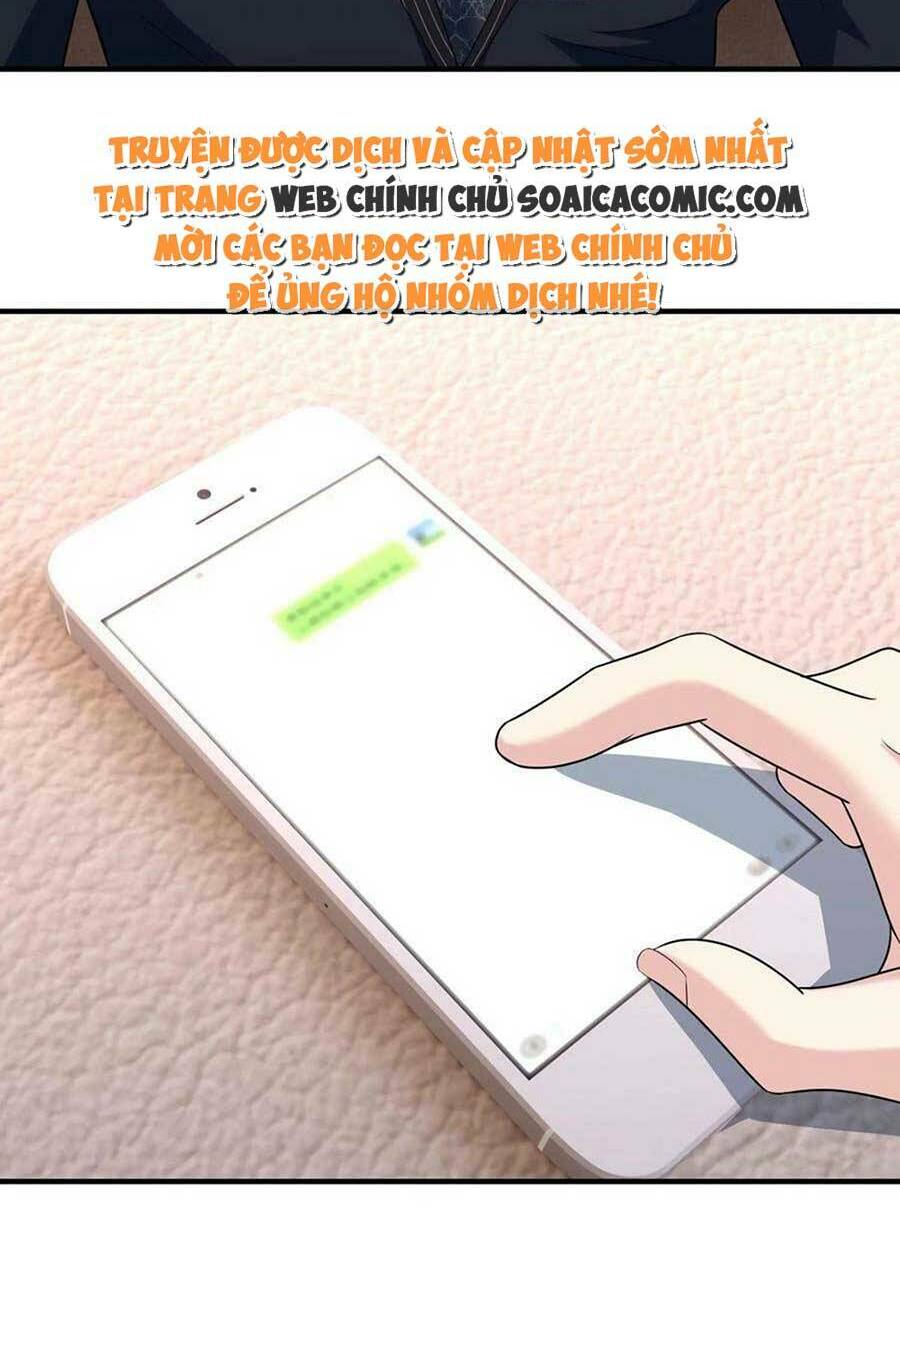 TRUYỆN ĐƯỢC DỊCH VÀ CẬP NHẬT SỚM NHẤT
TẠI TRANG WEB CHÍNH CHỦ SOAICACOMIC.COM
MỜI CÁC BẠN ĐỌC TẠI WEB CHÍNH CHỦ
ĐỂ ỦNG HỘ NHÓM DỊCH NHÉ!